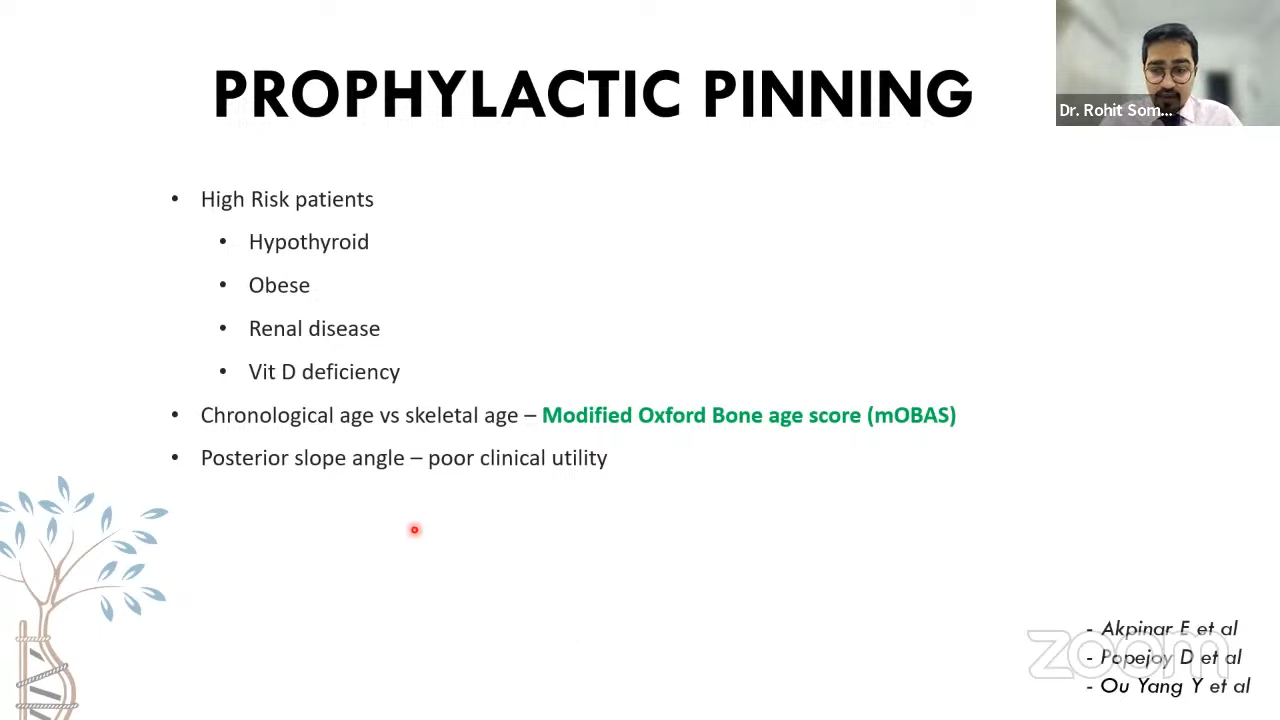 PROPHYLACTIC PINNING
Dr. Rohit Som...
• High Risk patients
• Hypothyroid
• Obese
• Renal disease
• Vit D deficiency
• Chronological age vs skeletal age – Modified Oxford Bone age score (mOBAS)
• Posterior slope angle – poor clinical utility
- Akpinar E et al
- Popejoy D et al
- Ou Yang Y et al
zoom